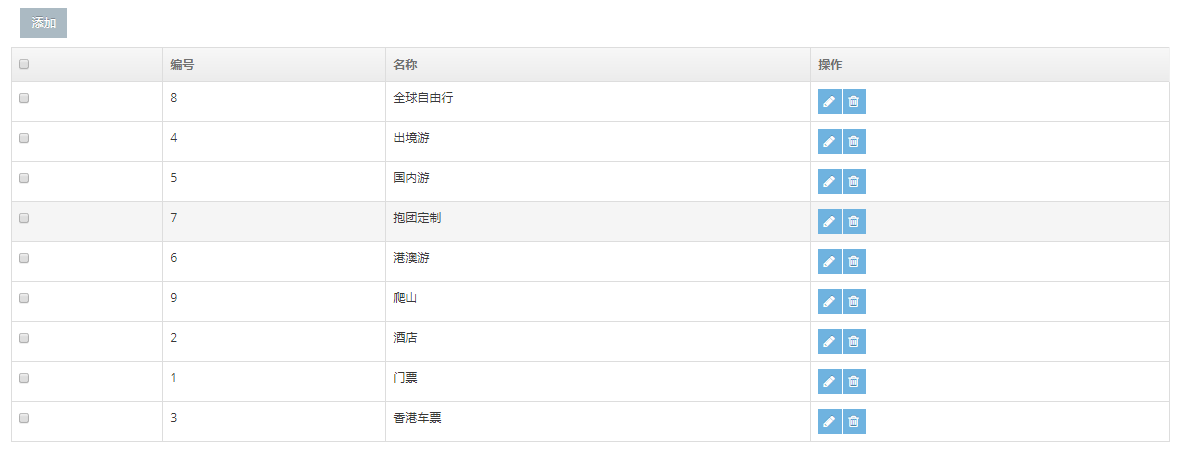 添加
编号 名称 操作
8 全球自由行
4 出境游
5 国内游
7 抱团定制
6 港澳游
9 爬山
2 酒店
1 门票
3 香港车票